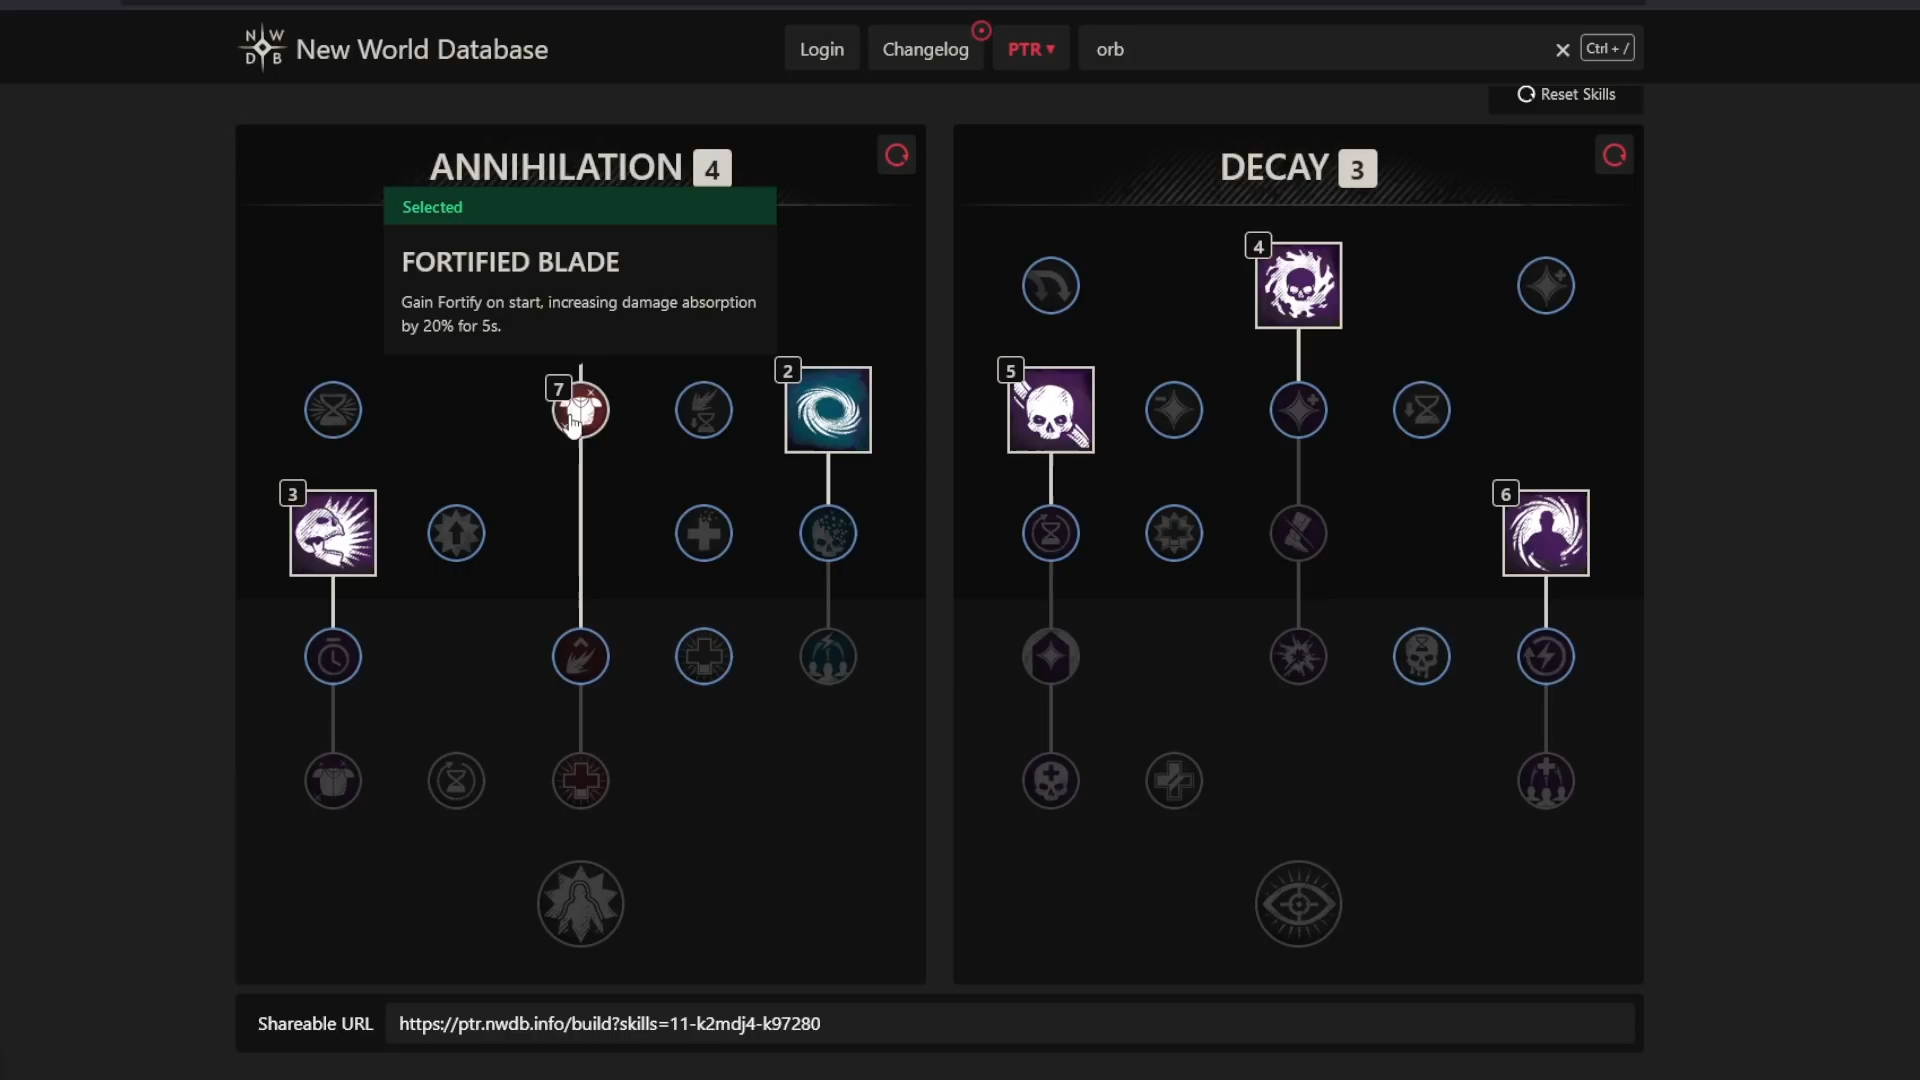 N W
D B
New World Database
Login
Changelog
PTR ▾
orb
Ctrl + /
Reset Skills
ANNIHILATION 4
Selected
FORTIFIED BLADE
Gain Fortify on start, increasing damage absorption
by 20% for 5s.
7
2
3
DECAY 3
4
5
6
Shareable URL
https://ptr.nwdb.info/build?skills=11-k2mdj4-k97280